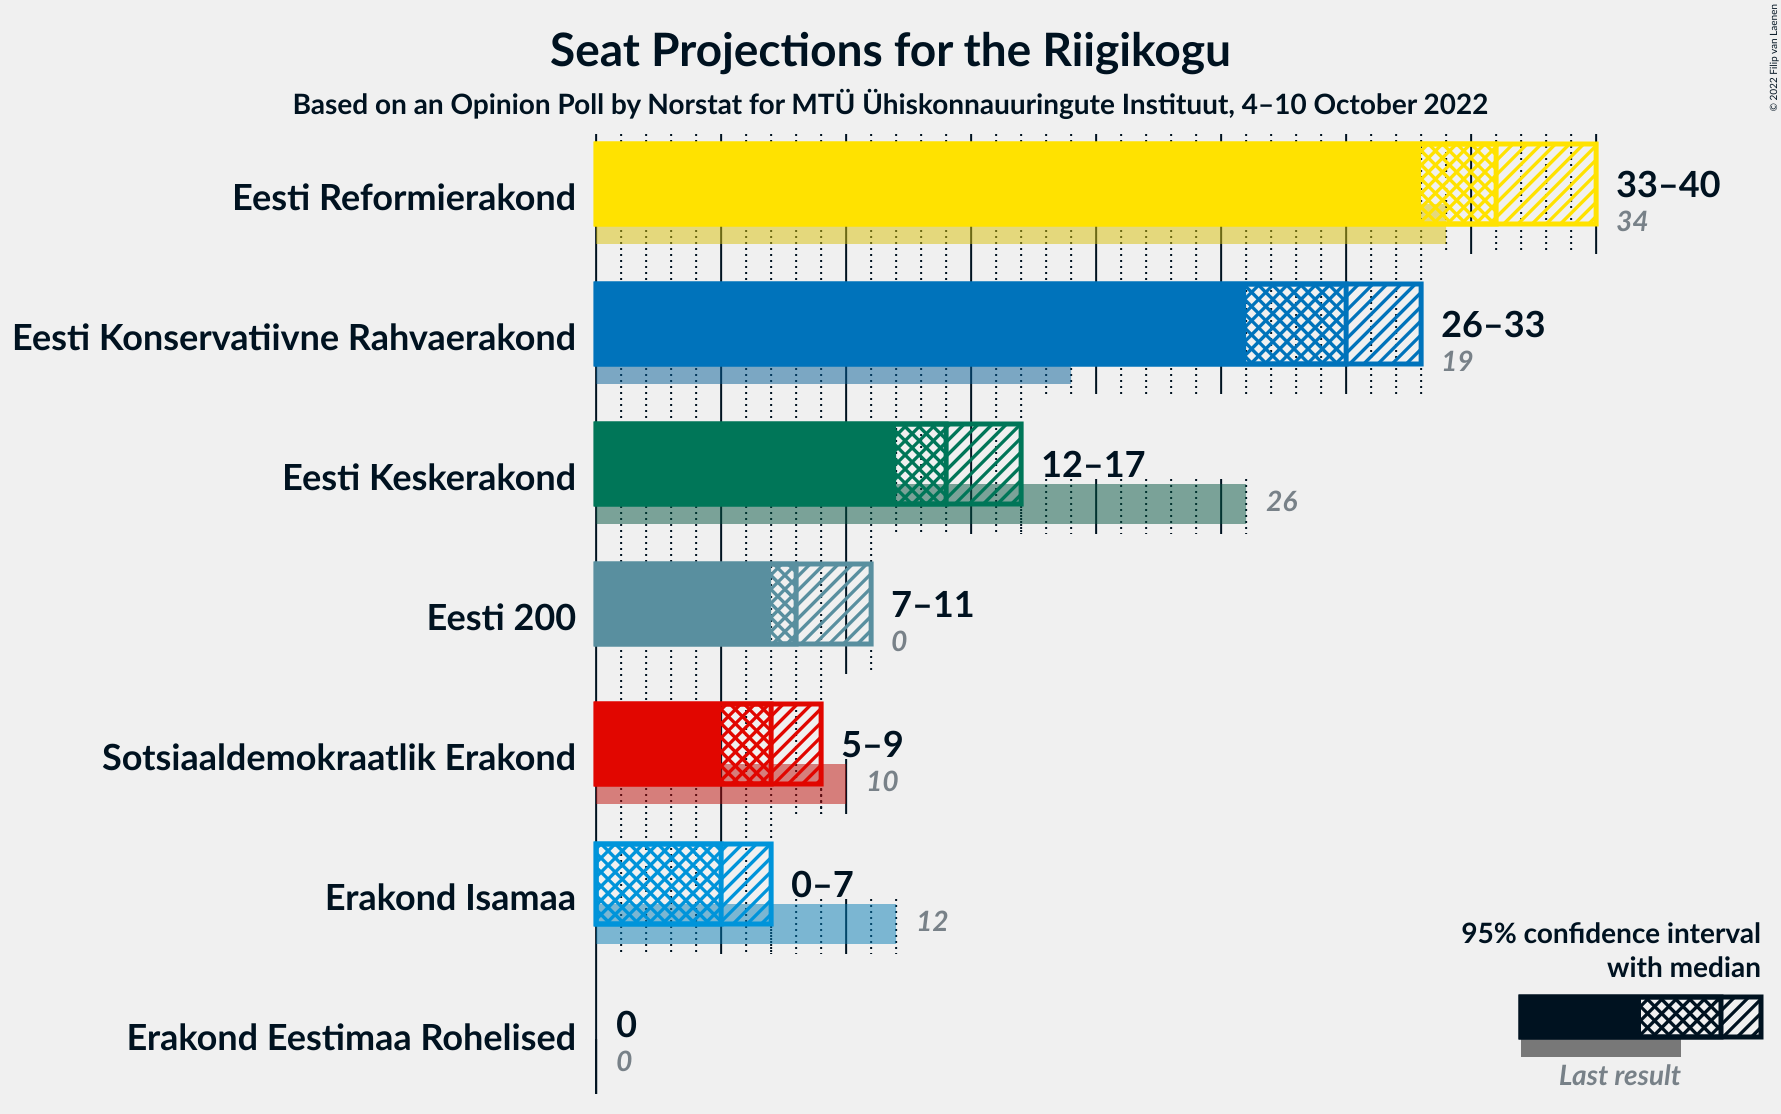 Seat Projections for the Riigikogu
Based on an Opinion Poll by Norstat for MTÜ Ühiskonnauuringute Instituut, 4–10 October 2022
© 2022 Filip van Laenen
Eesti Reformierakond
33–40
34
Eesti Konservatiivne Rahvaerakond
26–33
19
Eesti Keskerakond
12–17
26
Eesti 200
7–11
0
Sotsiaaldemokraatlik Erakond
5–9
10
Erakond Isamaa
0–7
12
Erakond Eestimaa Rohelised
0
0
95% confidence interval
with median
Last result